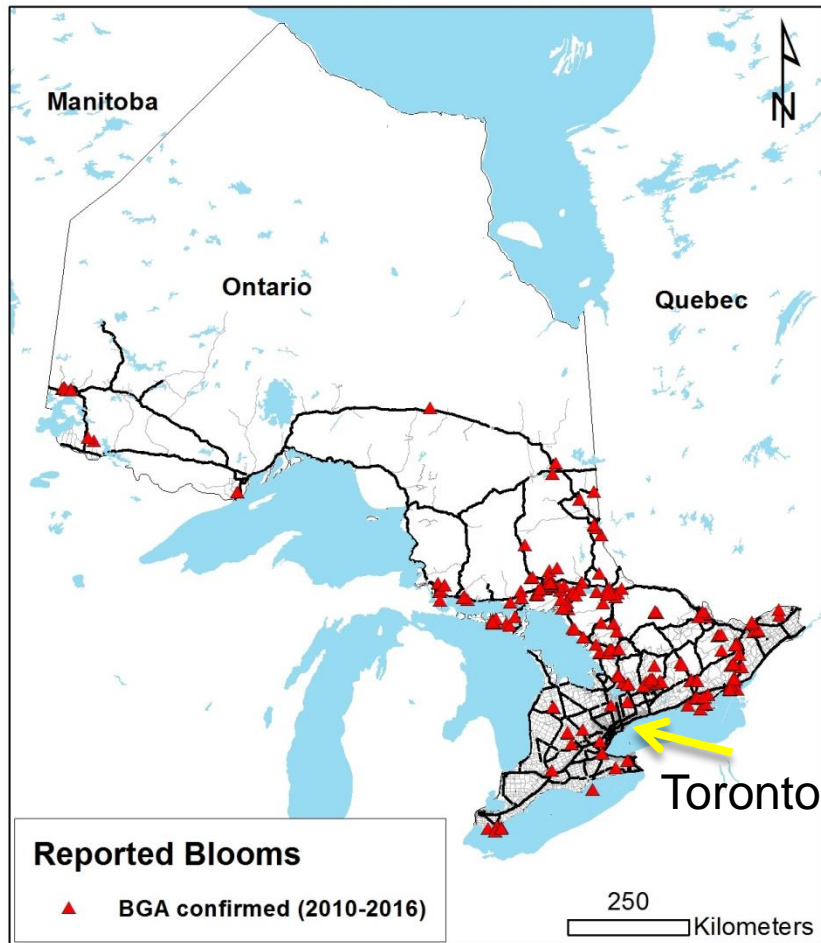 Manitoba
N
Ontario
Quebec
Toronto
Reported Blooms
BGA confirmed (2010-2016)
250
Kilometers